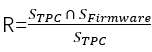 R=
S_TPC ∩ S_Firmware
S_TPC